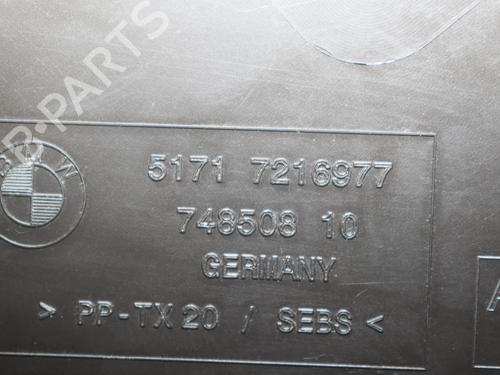 B-PARTS
BMW
5171 7216977
748508 10
GERMANY
> PP-TX20 / SEBS <
A